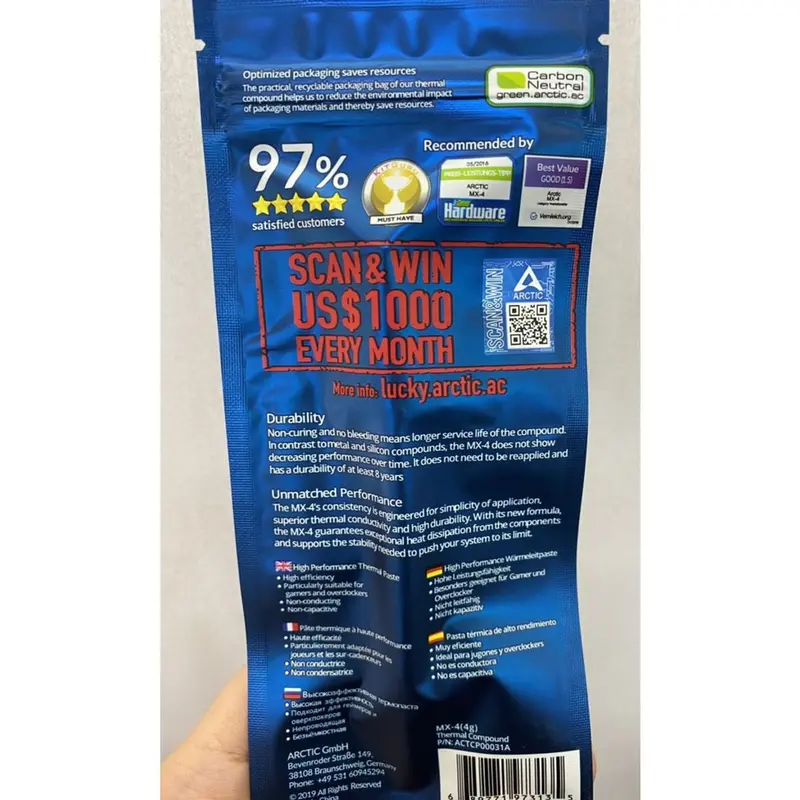 Optimized packaging saves resources
The practical, recyclable packaging bag of our thermal
compound helps us to reduce the environmental impact
of packaging materials and thereby save resources.
Carbon
Neutral
green.arctic.ac
97%
satisfied customers
Recommended by
MUST HAVE
05/2016
PREIS-LEISTUNGS-TIPP
ARCTIC
MX-4
Hardware
Best Value
GOOD (1.5)
Arctic
MX-4
SCAN & WIN
US$1000
EVERY MONTH
SCAN&WIN
ARCTIC
More info: lucky.arctic.ac
Durability
Non-curing and no bleeding means longer service life of the compound.
In contrast to metal and silicon compounds, the MX-4 does not show
decreasing performance over time. It does not need to be reapplied and
has a durability of at least 8 years
Unmatched Performance
The MX-4's consistency is engineered for simplicity of application,
superior thermal conductivity and high durability. With its new formula,
the MX-4 guarantees exceptional heat dissipation from the components
and supports the stability needed to push your system to its limit.
High Performance Thermal Paste
• High efficiency
• Particularly suitable for
gamers and overclockers
• Non-conducting
• Non-capacitive
High Performance Wärmeleitpaste
• Hohe Leistungsfähigkeit
• Besonders geeignet für Gamer und
Overclocker
• Nicht leitfähig
• Nicht kapazitiv
Pâte thermique à haute performance
• Haute efficacité
• Particulierement adaptée pour les
joueurs et les sur-cadenceurs
• Non conductrice
• Non condensatrice
Pasta térmica de alto rendimiento
• Muy eficiente
• Ideal para jugones y overclockers
• No es conductora
• No es capacitiva
Высокоэффективная термопаста
• Высокая эффективность
• Подходит для геймеров и
оверклокеров
• Непроводящая
• Безъёмкостная
ARCTIC GmbH
Bevenroder Straße 149,
38108 Braunschweig, Germany
Phone: +49 531 60945294
© 2019 All Rights Reserved
China
MX-4(4g)
Thermal Compound
P/N: ACTCP00031A